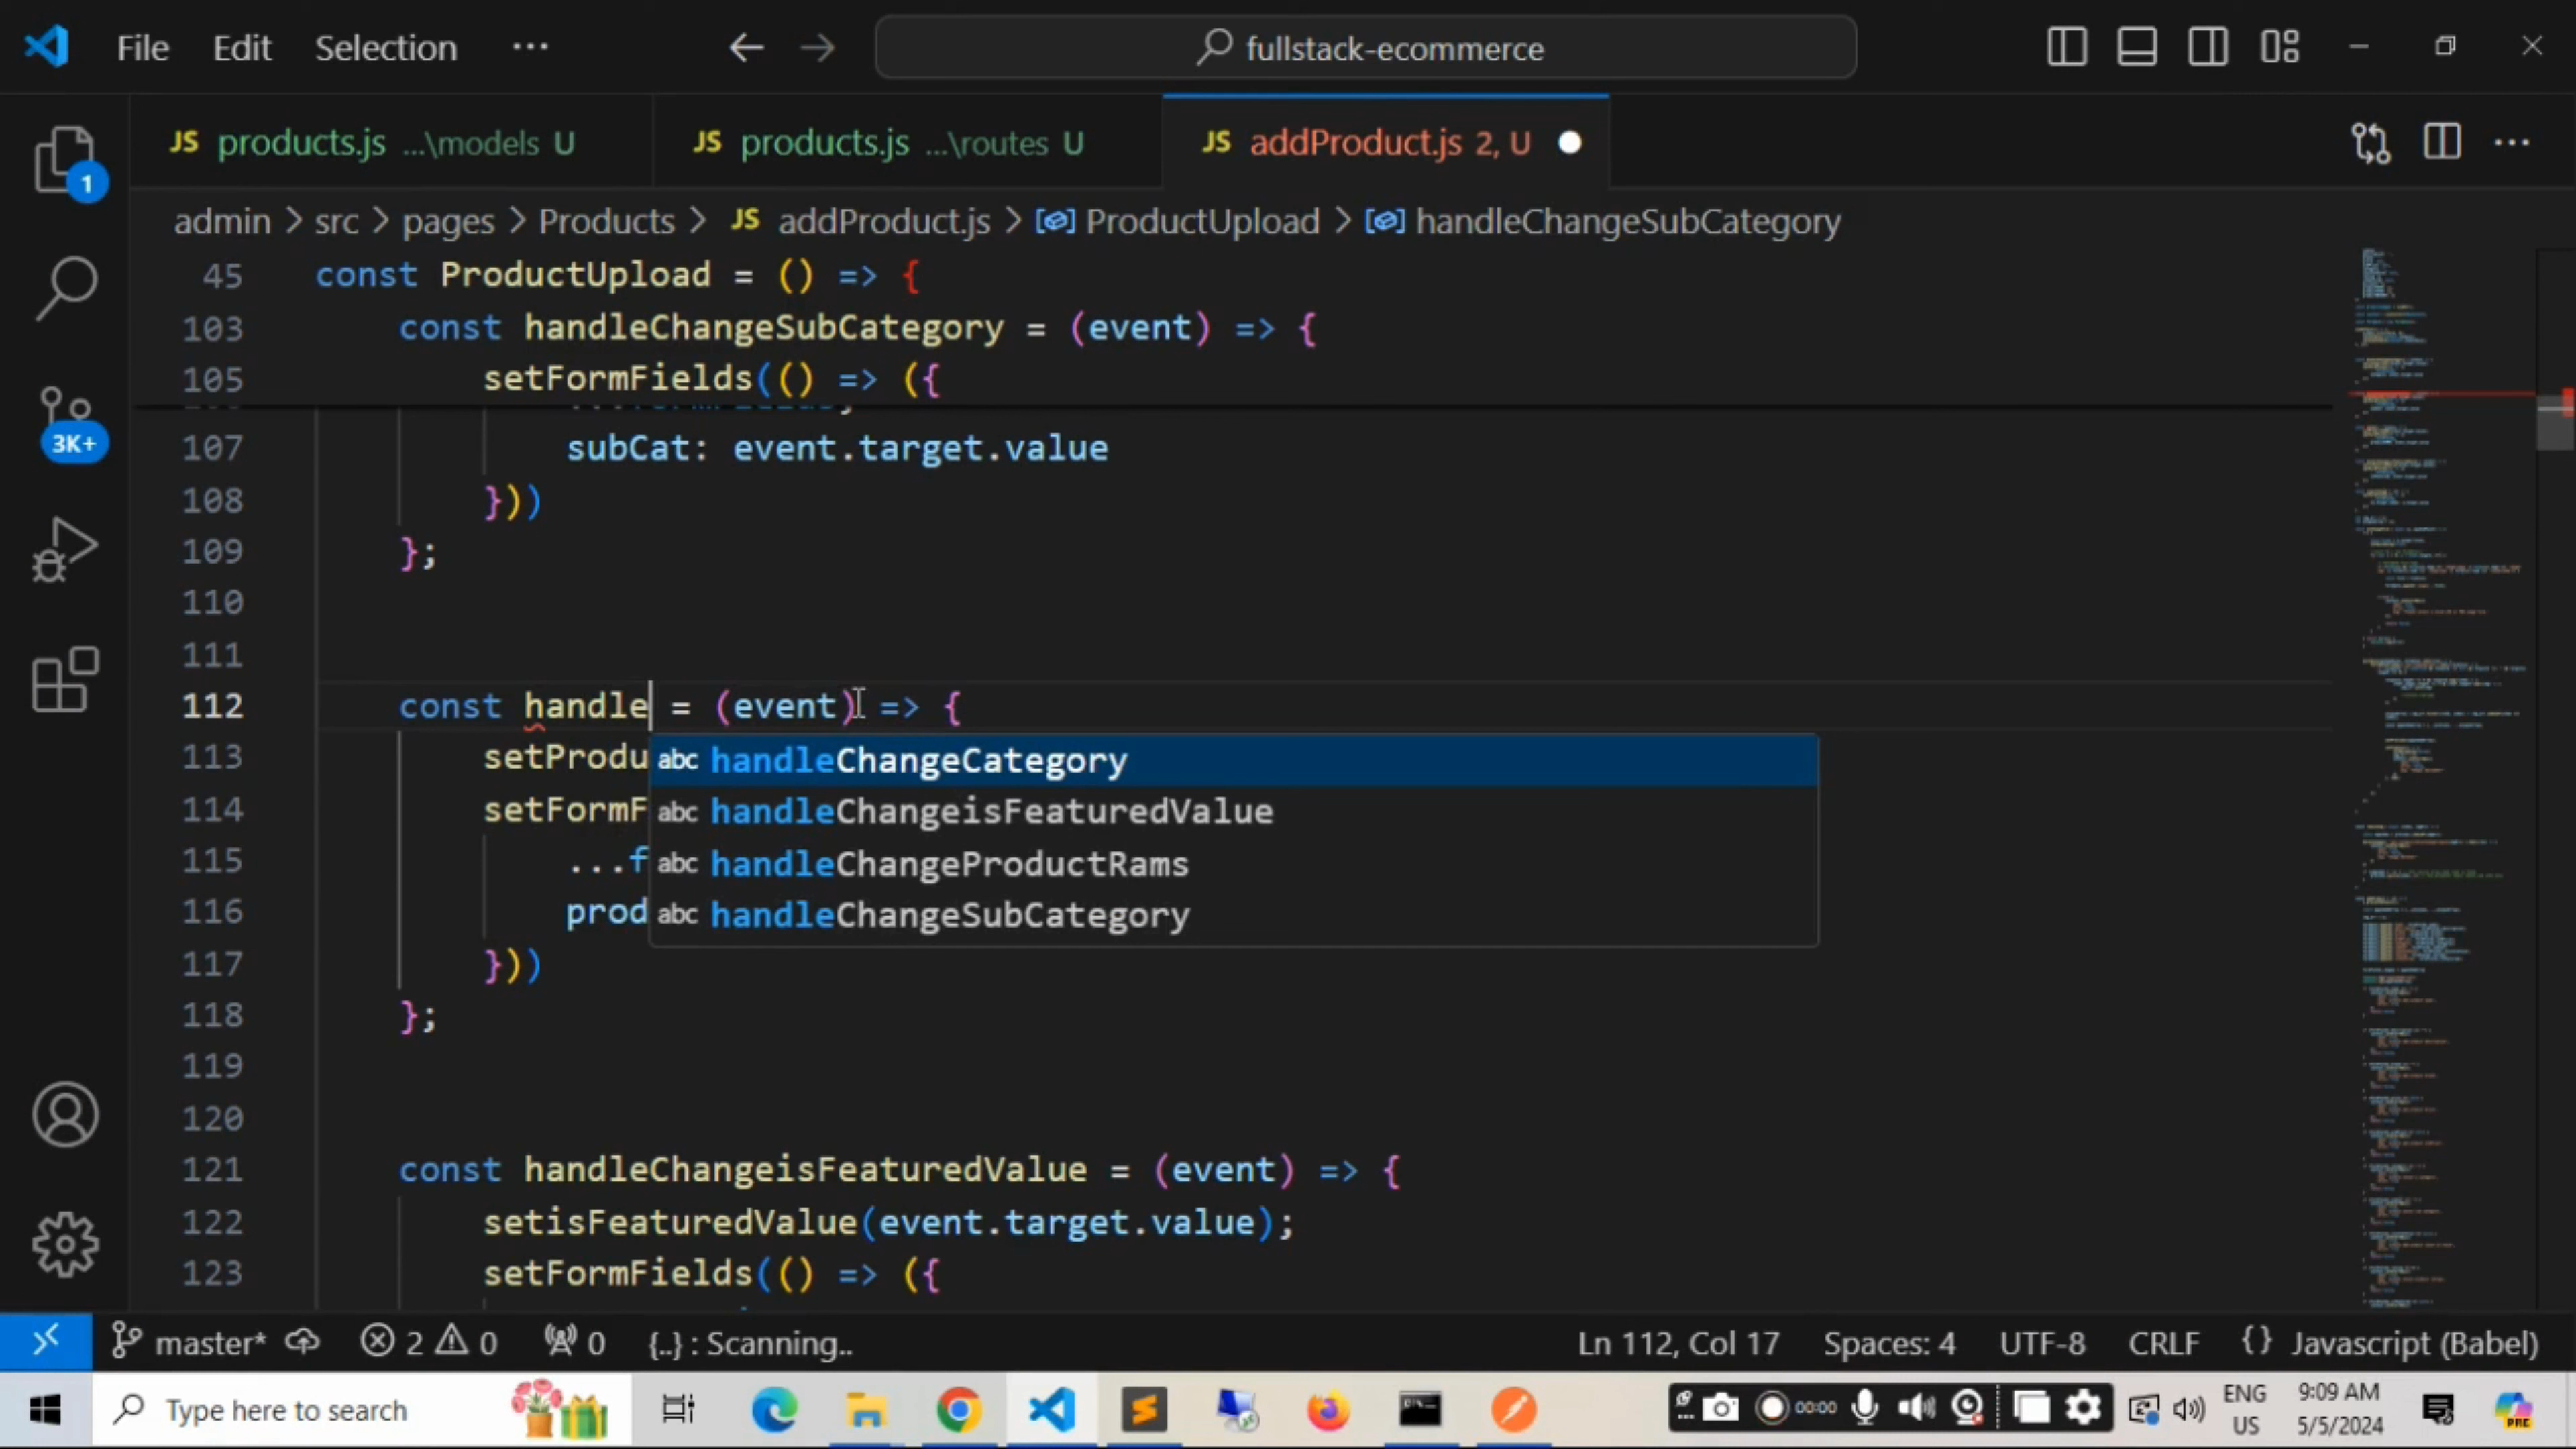 File Edit Selection ··· fullstack-ecommerce
JS products.js ...\models U JS products.js ...\routes U JS addProduct.js 2, U
admin > src > pages > Products > JS addProduct.js > ProductUpload > handleChangeSubCategory
45 const ProductUpload = () => {
103 const handleChangeSubCategory = (event) => {
105 setFormFields(() => ({
107 subCat: event.target.value
108 }))
109 };
110
111
112 const handle = (event) => {
113 setProdu
abc handleChangeCategory
114 setFormF
abc handleChangeisFeaturedValue
115 ...f
abc handleChangeProductRams
116 prod
abc handleChangeSubCategory
117 }))
118 };
119
120
121 const handleChangeisFeaturedValue = (event) => {
122 setisFeaturedValue(event.target.value);
123 setFormFields(() => ({
1
3K+
master* 2 0 0 {..} : Scanning.. Ln 112, Col 17 Spaces: 4 UTF-8 CRLF {} Javascript (Babel)
Type here to search 00:00 ENG US 9:09 AM 5/5/2024 PRE